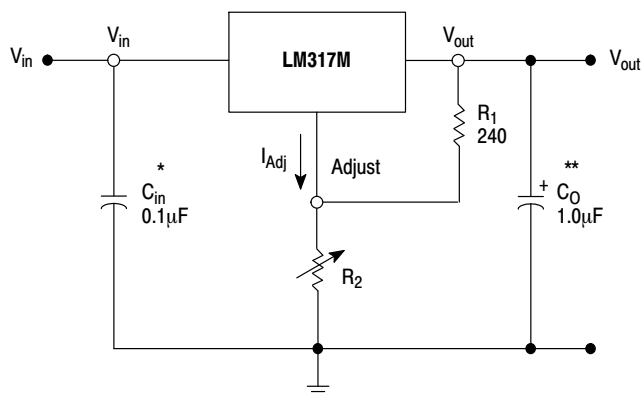 Vin
Vin
LM317M
Vout
Vout
R1
240
IAdj
Adjust
*
Cin
0.1μF
**
+
CO
1.0μF
R2